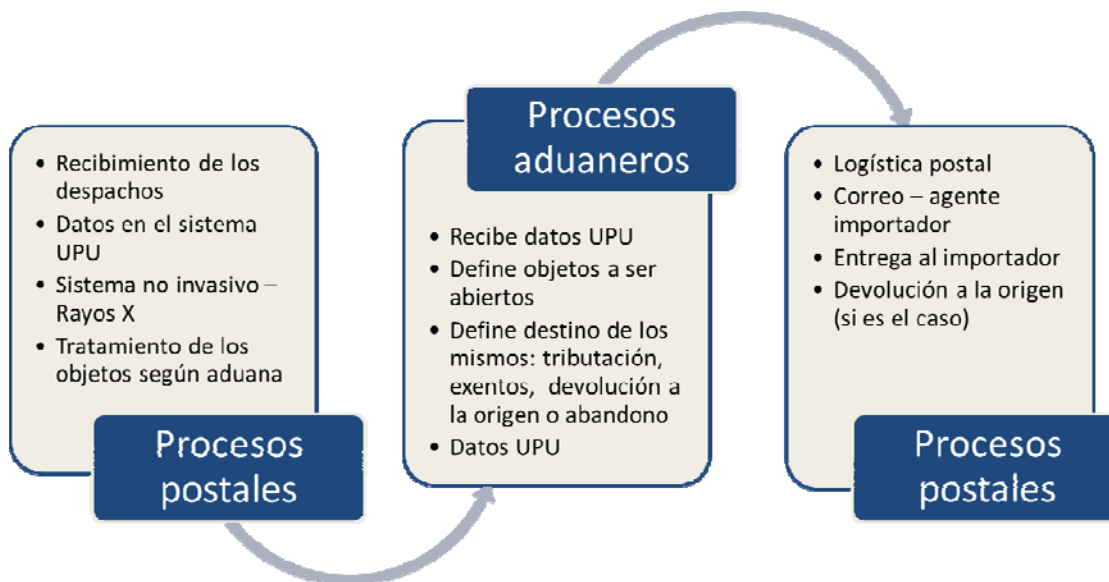 • Recibimiento de los
despachos
• Datos en el sistema
UPU
• Sistema no invasivo –
Rayos X
• Tratamiento de los
objetos según aduana
Procesos
postales
Procesos
aduaneros
• Recibe datos UPU
• Define objetos a ser
abiertos
• Define destino de los
mismos: tributación,
exentos, devolución a
la origen o abandono
• Datos UPU
• Logística postal
• Correo – agente
importador
• Entrega al importador
• Devolución a la origen
(si es el caso)
Procesos
postales